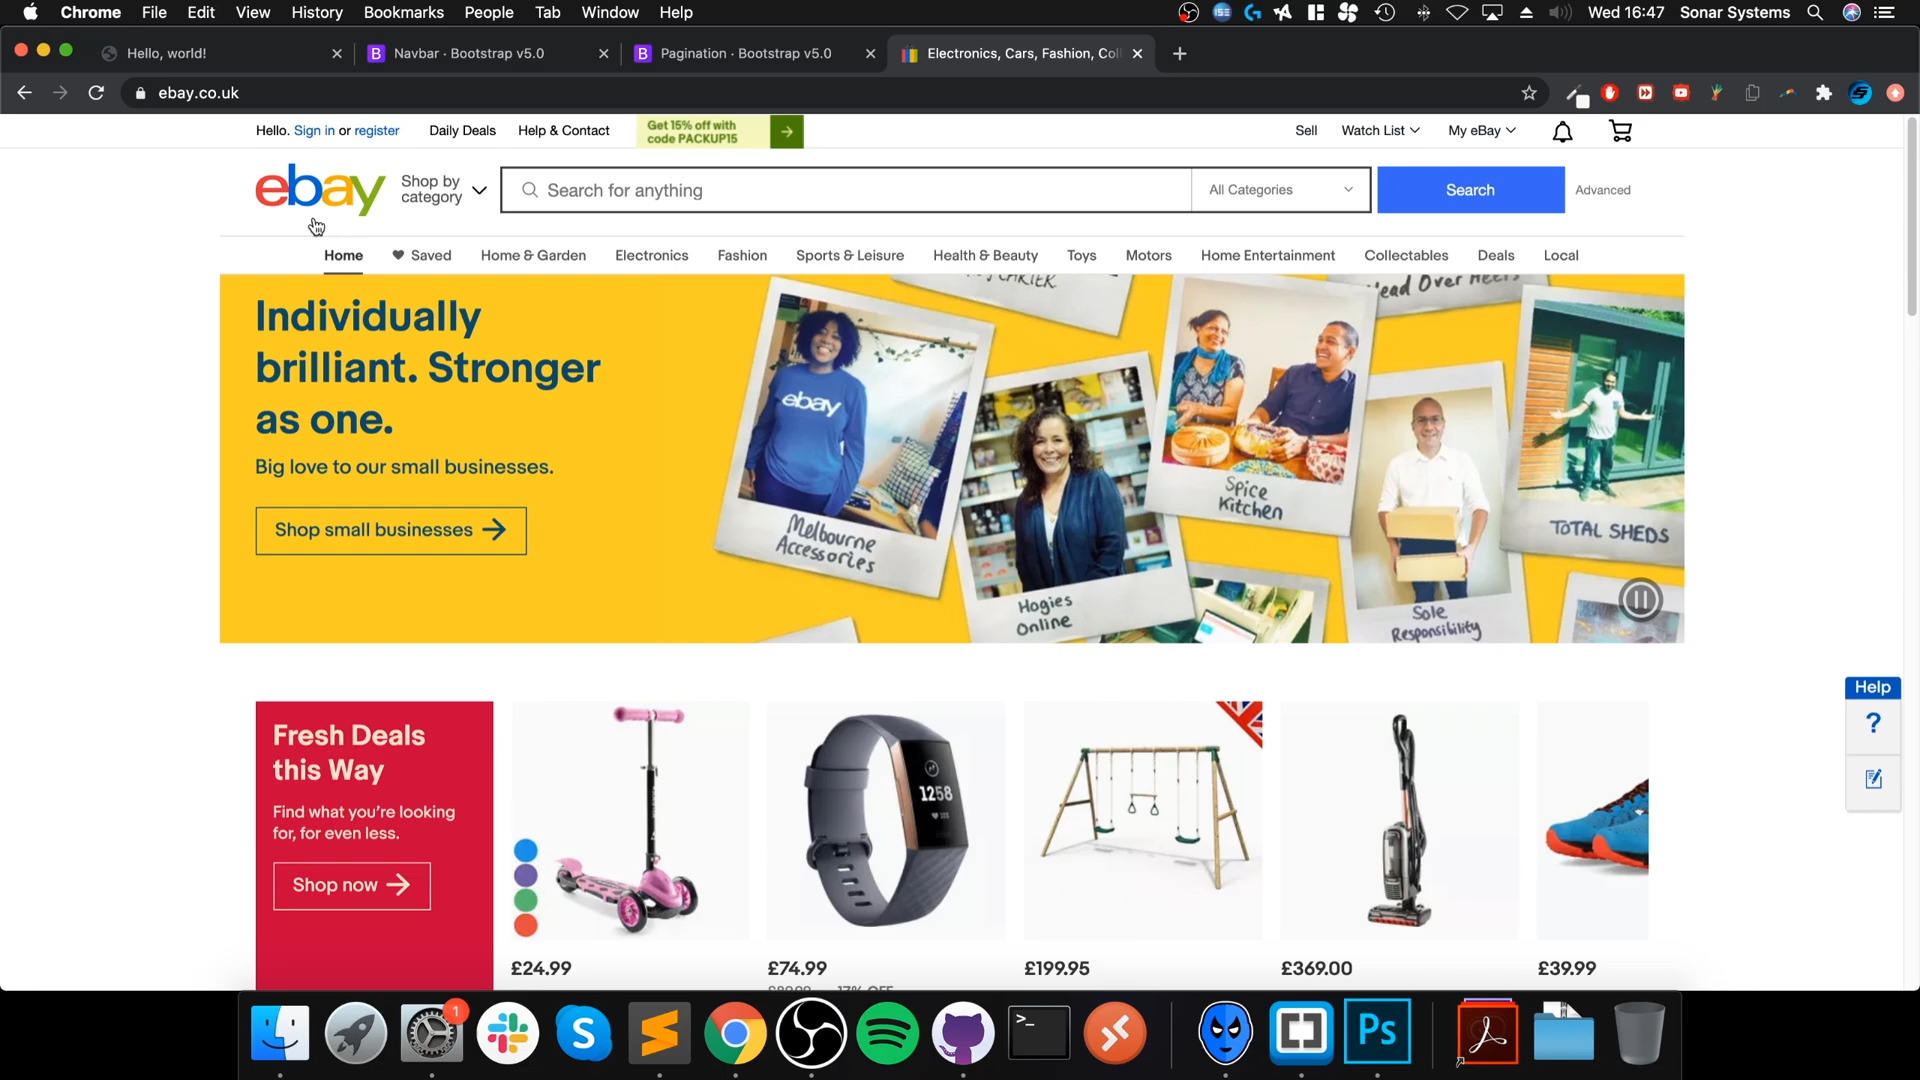 Chrome File Edit View History Bookmarks People Tab Window Help
Wed 16:47 Sonar Systems
Hello, world!
Navbar · Bootstrap v5.0
Pagination · Bootstrap v5.0
Electronics, Cars, Fashion, Col
ebay.co.uk
Hello. Sign in or register
Daily Deals
Help & Contact
Get 15% off with
code PACKUP15
Sell
Watch List
My eBay
ebay
Shop by
category
Search for anything
All Categories
Search
Advanced
Home
Saved
Home & Garden
Electronics
Fashion
Sports & Leisure
Health & Beauty
Toys
Motors
Home Entertainment
Collectables
Deals
Local
Individually
brilliant. Stronger
as one.
Big love to our small businesses.
Shop small businesses
ebay
Melbourne
Accessories
Hogies
Online
Spice
Kitchen
Head Over Heels
Sole
Responsibility
TOTAL SHEDS
Help
?
Fresh Deals
this Way
Find what you're looking
for, for even less.
Shop now
1258
£24.99
£74.99
£199.95
£369.00
£39.99
1
S
>_
Ps